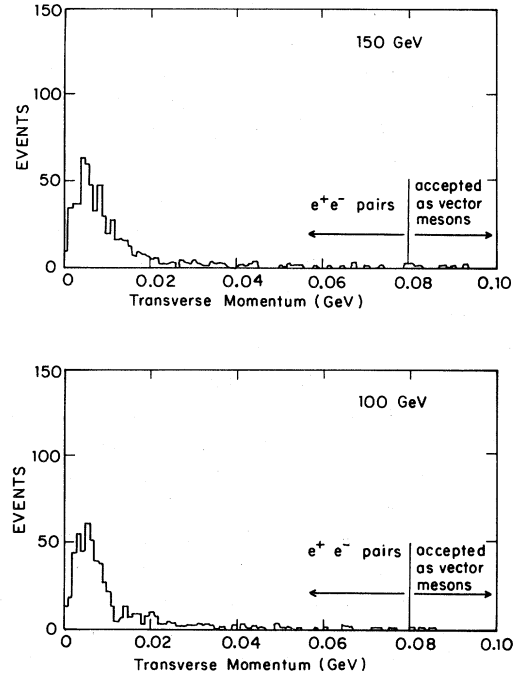 150
150 GeV
100
EVENTS
50
e+e- pairs
accepted
as vector
mesons
0
0 0.02 0.04 0.06 0.08 0.10
Transverse Momentum (GeV)
150
100 GeV
100
EVENTS
50
e+ e- pairs
accepted
as vector
mesons
0
0 0.02 0.04 0.06 0.08 0.10
Transverse Momentum (GeV)